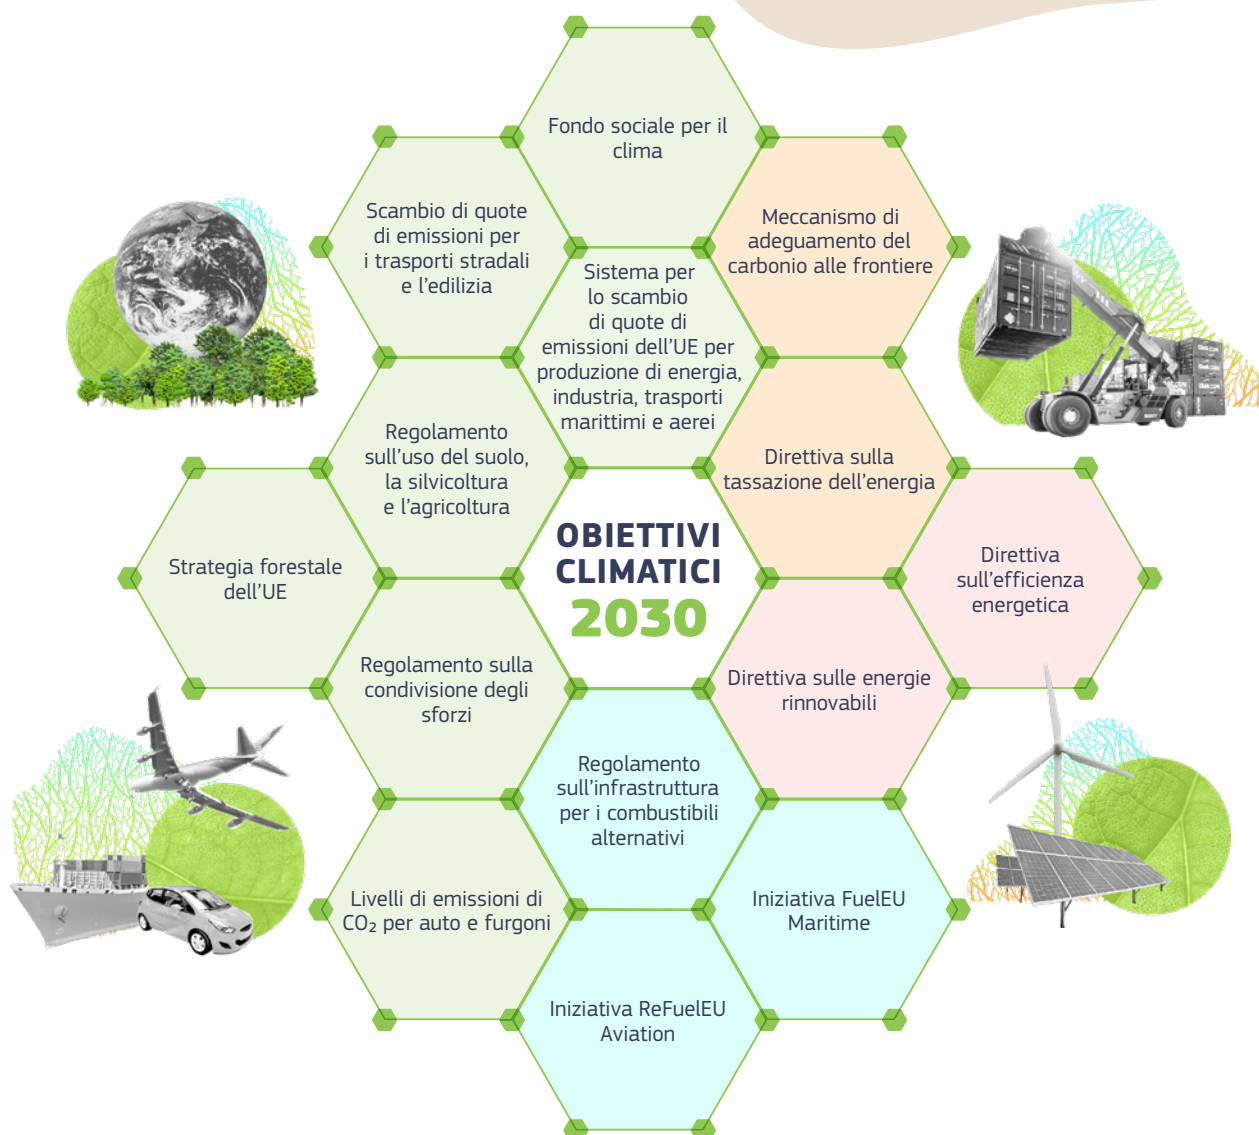 Fondo sociale per il
clima
Scambio di quote
di emissioni per
i trasporti stradali
e l'edilizia
Meccanismo di
adeguamento del
carbonio alle frontiere
Sistema per
lo scambio
di quote di
emissioni dell'UE per
produzione di energia,
industria, trasporti
marittimi e aerei
Regolamento
sull'uso del suolo,
la silvicoltura
e l'agricoltura
Direttiva sulla
tassazione dell'energia
Strategia forestale
dell'UE
OBIETTIVI
CLIMATICI
2030
Direttiva
sull'efficienza
energetica
Regolamento sulla
condivisione degli
sforzi
Direttiva sulle energie
rinnovabili
Regolamento
sull'infrastruttura
per i combustibili
alternativi
Livelli di emissioni di
CO₂ per auto e furgoni
Iniziativa FuelEU
Maritime
Iniziativa ReFuelEU
Aviation